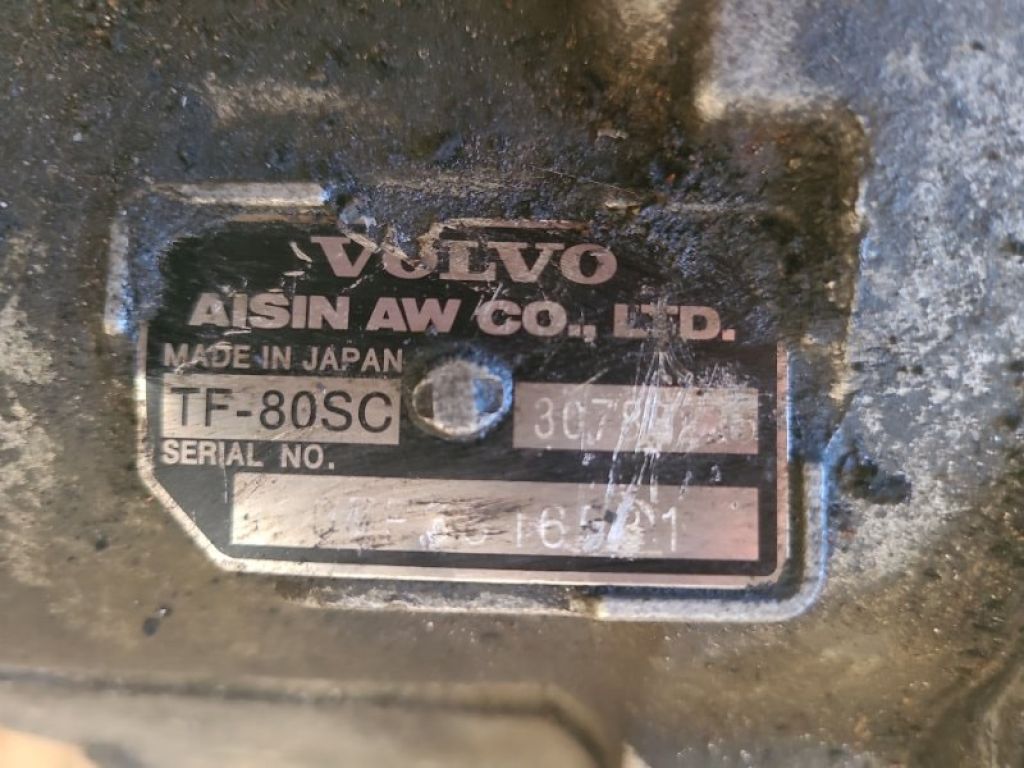 VOLVO
AISIN AW CO., LTD.
MADE IN JAPAN
TF-80SC
SERIAL NO.